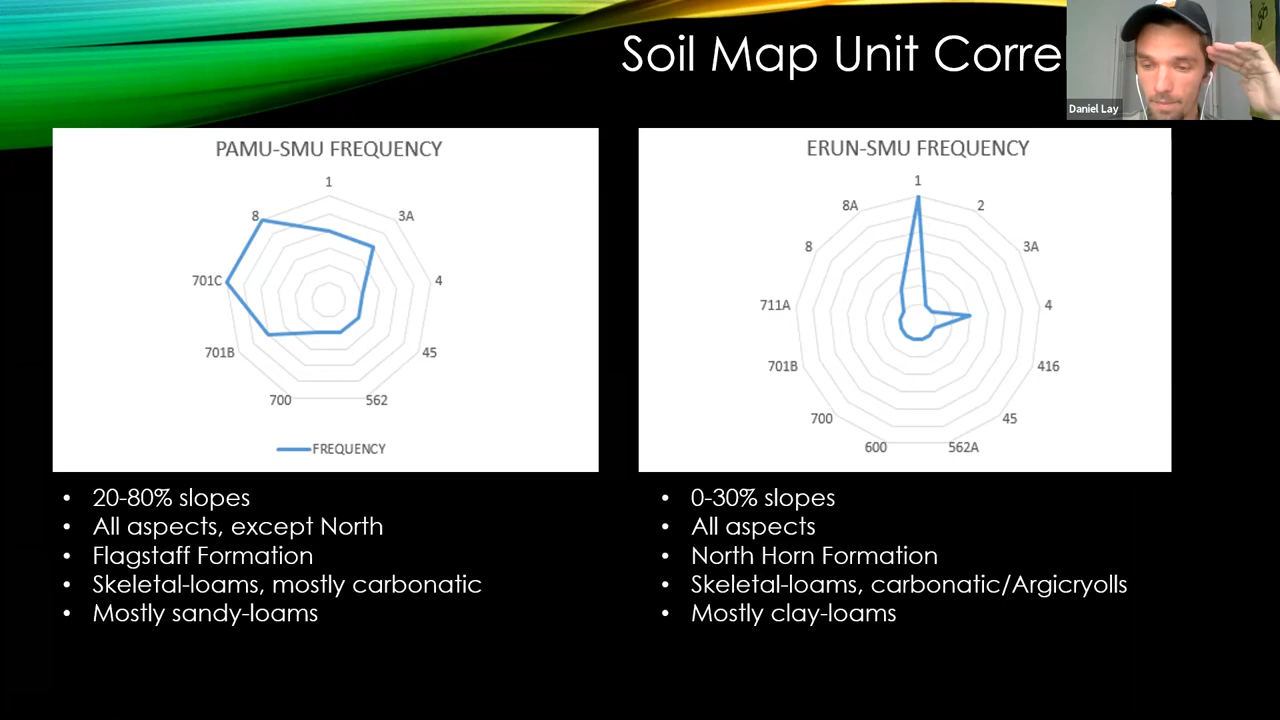 Soil Map Unit Corre
Daniel Lay
PAMU-SMU FREQUENCY
1
3A
4
45
562
700
701B
701C
8
FREQUENCY
ERUN-SMU FREQUENCY
1
2
3A
4
416
45
562A
600
700
701B
711A
8
8A
• 20-80% slopes
• All aspects, except North
• Flagstaff Formation
• Skeletal-loams, mostly carbonatic
• Mostly sandy-loams
• 0-30% slopes
• All aspects
• North Horn Formation
• Skeletal-loams, carbonatic/Argicryolls
• Mostly clay-loams